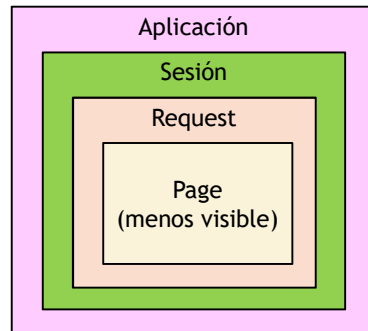 Aplicación
Sesión
Request
Page
(menos visible)